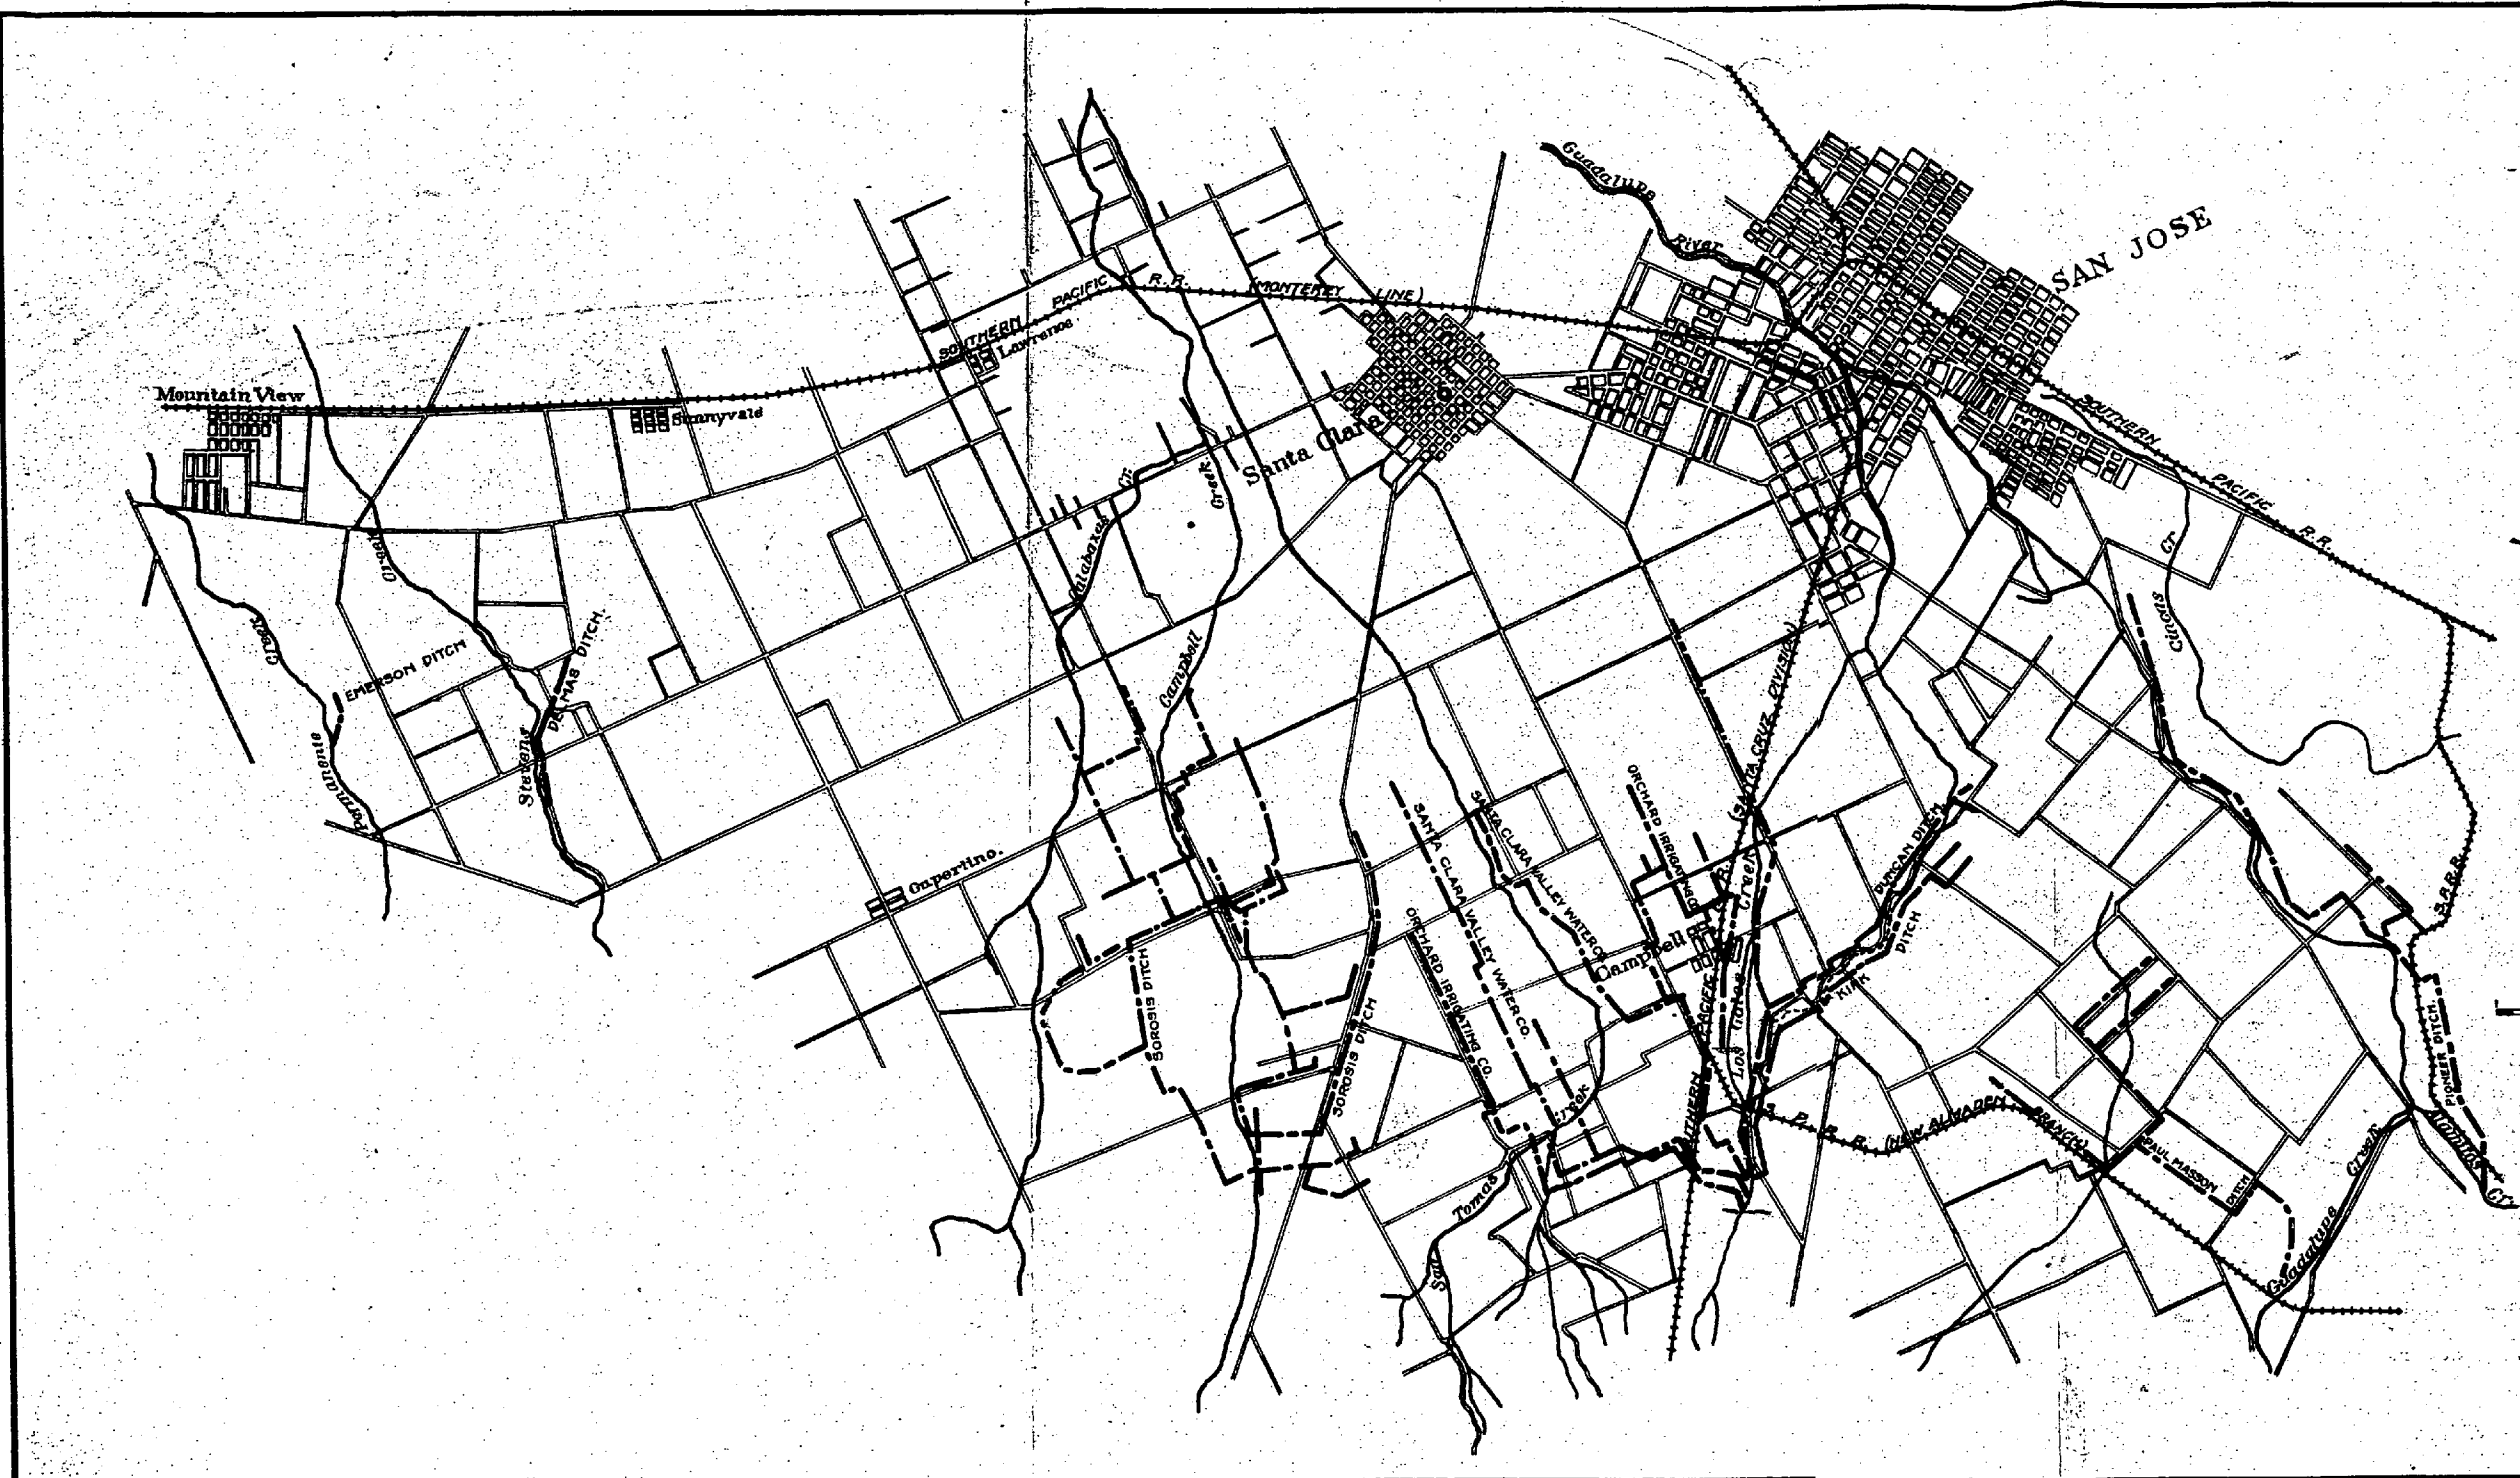 Guadalupe
River
SAN JOSE
SOUTHERN PACIFIC R. R. (MONTEREY LINE)
Lawrence
Mountain View
Sunnyvale
Santa Clara
SOUTHERN PACIFIC R. R.
Calabazas Cr.
Campbell Creek
Stevens Creek
Permanente Creek
EMERSON DITCH
DELMAS DITCH.
Canoas Cr.
Cupertino.
SOROSIS DITCH
SOROSIS DITCH
ORCHARD IRRIGATING CO.
SANTA CLARA VALLEY WATER CO.
SANTA CLARA VALLEY WATER CO.
ORCHARD IRRIGATING CO.
Campbell
SOUTHERN PACIFIC R.R. (SANTA CRUZ DIVISION)
Los Gatos Creek
DUNCAN DITCH
KIRK DITCH
S. P. R. R. (NEW ALMADEN BRANCH)
PAUL MASSON DITCH
S.P.R.R.
PIONEER DITCH.
Alamitos Cr.
Guadalupe Creek
San Tomas Creek